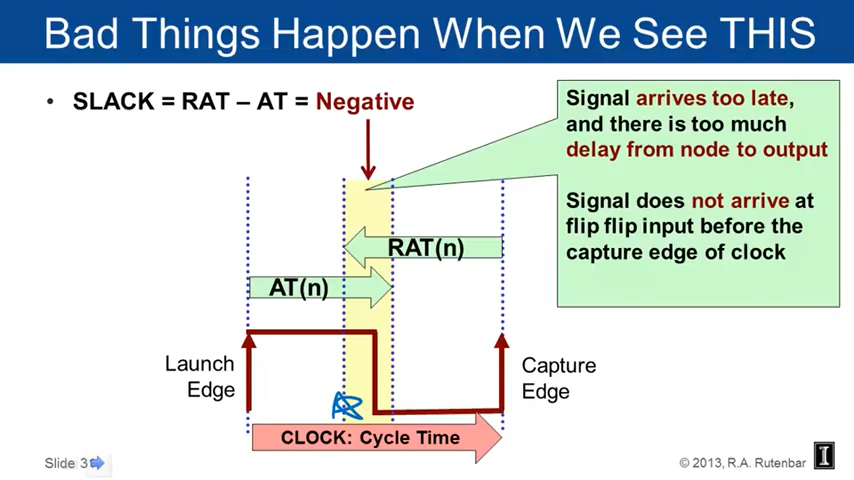 Bad Things Happen When We See THIS
• SLACK = RAT – AT = Negative
Signal arrives too late,
and there is too much
delay from node to output
Signal does not arrive at
flip flip input before the
capture edge of clock
RAT(n)
AT(n)
Launch
Edge
Capture
Edge
CLOCK: Cycle Time
Slide
© 2013, R.A. Rutenbar
I